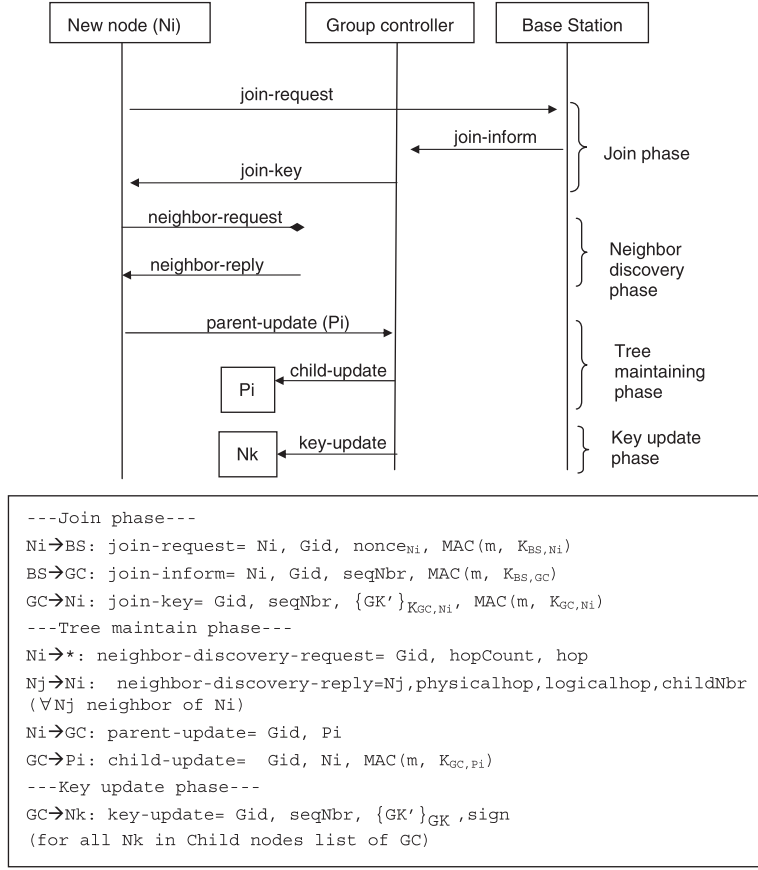 New node (Ni)
Group controller
Base Station
join-request
join-inform
join-key
Join phase
neighbor-request
neighbor-reply
Neighbor
discovery
phase
parent-update (Pi)
child-update
Pi
Tree
maintaining
phase
key-update
Nk
Key update
phase
---Join phase---
Ni→BS: join-request= Ni, Gid, nonceNi, MAC(m, KBS,Ni)
BS→GC: join-inform= Ni, Gid, seqNbr, MAC(m, KBS,GC)
GC→Ni: join-key= Gid, seqNbr, {GK'}KGC,Ni, MAC(m, KGC,Ni)
---Tree maintain phase---
Ni→*: neighbor-discovery-request= Gid, hopCount, hop
Nj→Ni: neighbor-discovery-reply=Nj,physicalhop,logicalhop,childNbr
(∀Nj neighbor of Ni)
Ni→GC: parent-update= Gid, Pi
GC→Pi: child-update= Gid, Ni, MAC(m, KGC,Pi)
---Key update phase---
GC→Nk: key-update= Gid, seqNbr, {GK'}GK ,sign
(for all Nk in Child nodes list of GC)